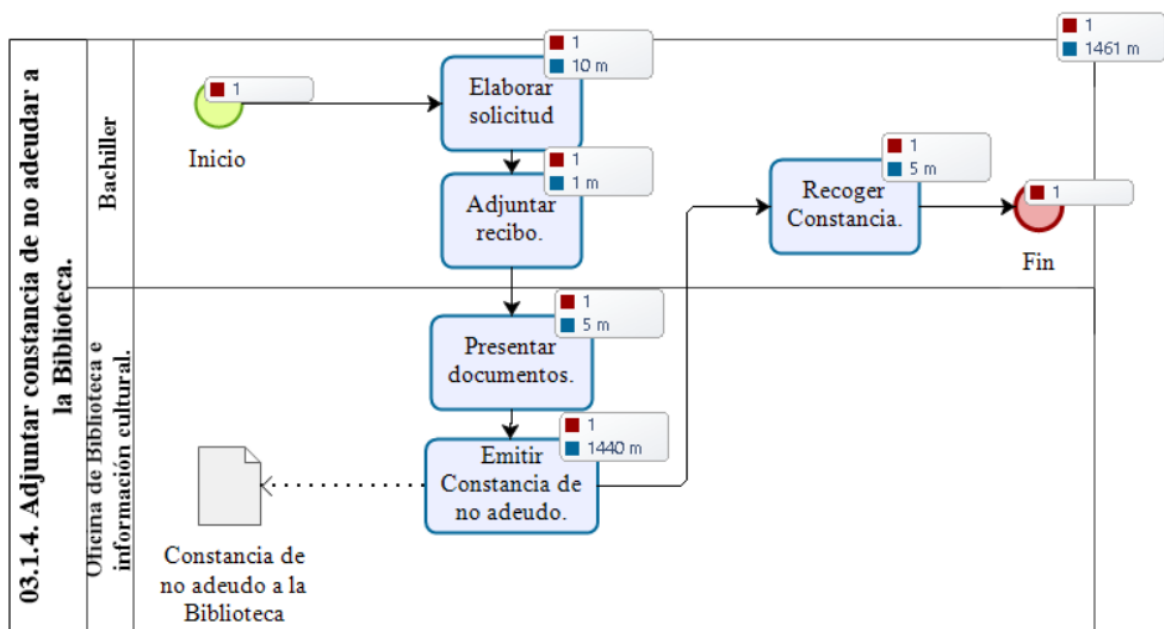 03.1.4. Adjuntar constancia de no adeudar a
la Biblioteca.
Bachiller
1
Inicio
1
10 m
Elaborar
solicitud
1
1 m
Adjuntar
recibo.
1
5 m
Recoger
Constancia.
1
Fin
1
1461 m
Oficina de Biblioteca e
información cultural.
1
5 m
Presentar
documentos.
1
1440 m
Emitir
Constancia de
no adeudo.
Constancia de
no adeudo a la
Biblioteca